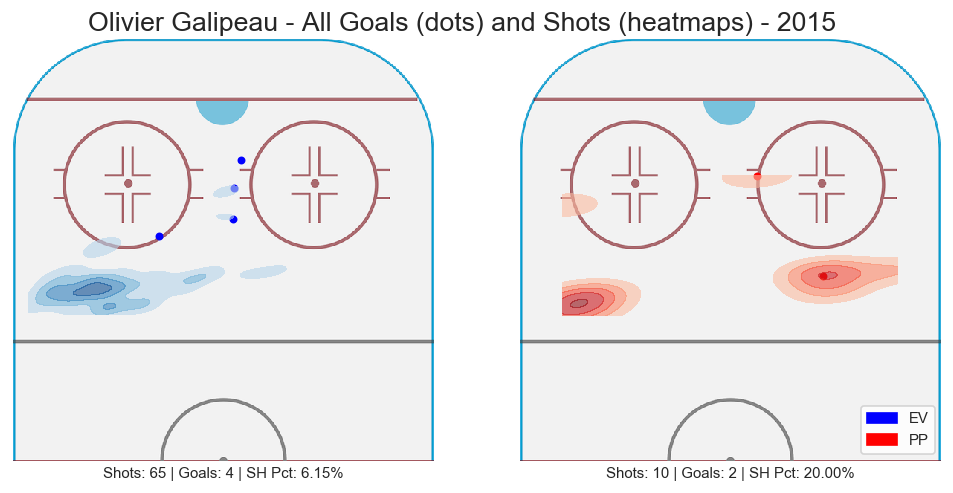 Olivier Galipeau - All Goals (dots) and Shots (heatmaps) - 2015
EV
PP
Shots: 65 | Goals: 4 | SH Pct: 6.15%
Shots: 10 | Goals: 2 | SH Pct: 20.00%